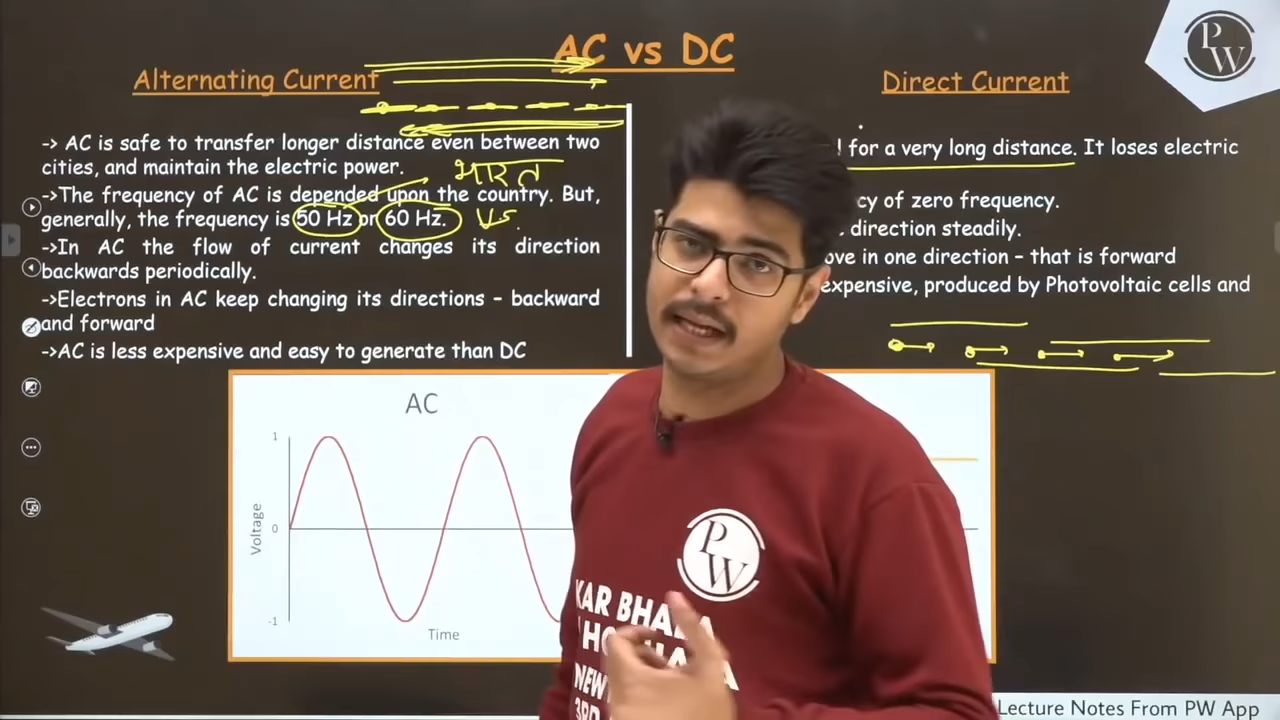 AC vs DC
Alternating Current
-> AC is safe to transfer longer distance even between two
cities, and maintain the electric power.
भारत
->The frequency of AC is depended upon the country. But,
generally, the frequency is 50 Hz or 60 Hz. US
->In AC the flow of current changes its direction
backwards periodically.
->Electrons in AC keep changing its directions – backward
and forward
->AC is less expensive and easy to generate than DC
Direct Current
for a very long distance. It loses electric
of zero frequency.
direction steadily.
in one direction – that is forward
expensive, produced by Photovoltaic cells and
AC
1
0
-1
Voltage
Time
PW
PW
KAR
NEW
3RD
Lecture Notes From PW App